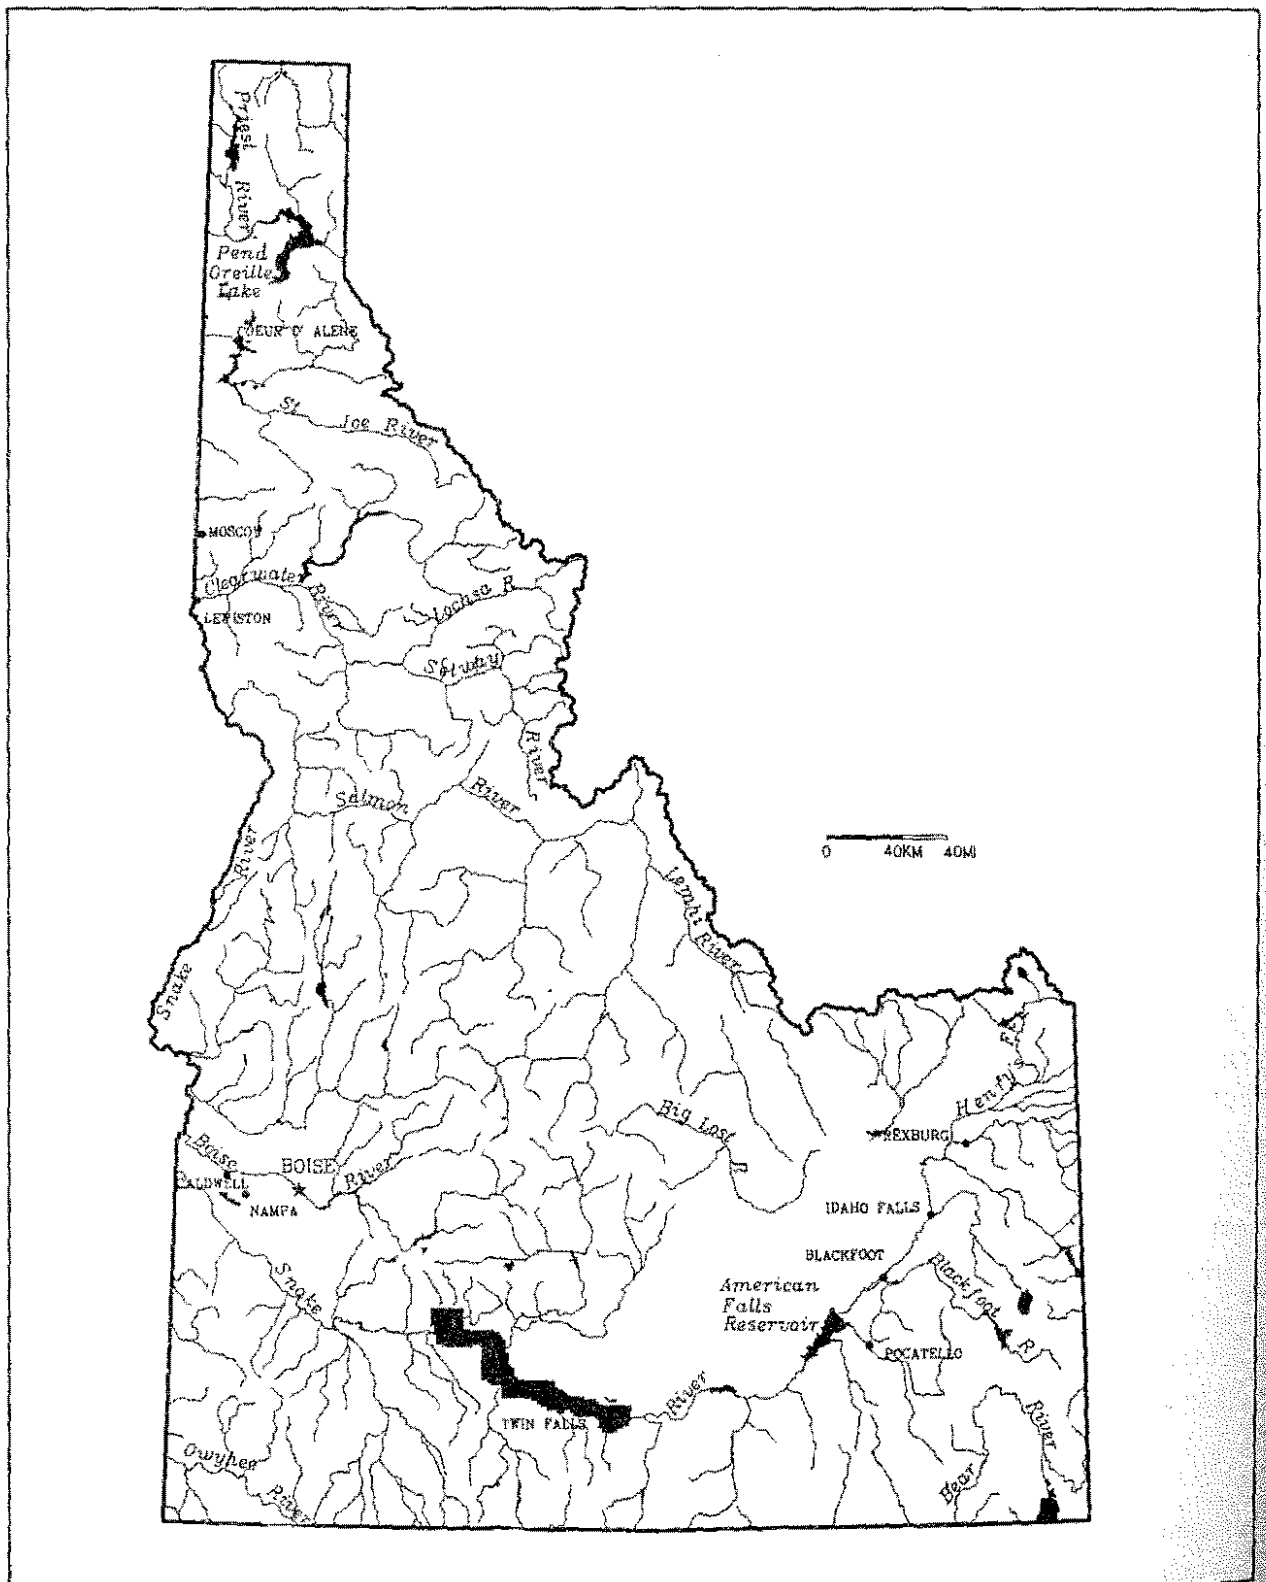 Priest
River
Pend
Oreille
Lake
COEUR D' ALENE
St
Joe River
MOSCOW
Clearwater
River
Lochsa R
LEWISTON
River
Salmon
River
River
0 40KM 40MI
Lemhi River
Snake
Henry's
Big Lost
REXBURG
Boise
BOISE
River
CALDWELL
NAMPA
IDAHO FALLS
BLACKFOOT
Snake
Blackfoot
R
American
Falls
Reservoir
POCATELLO
River
TWIN FALLS
River
Owyhee
River
Bear